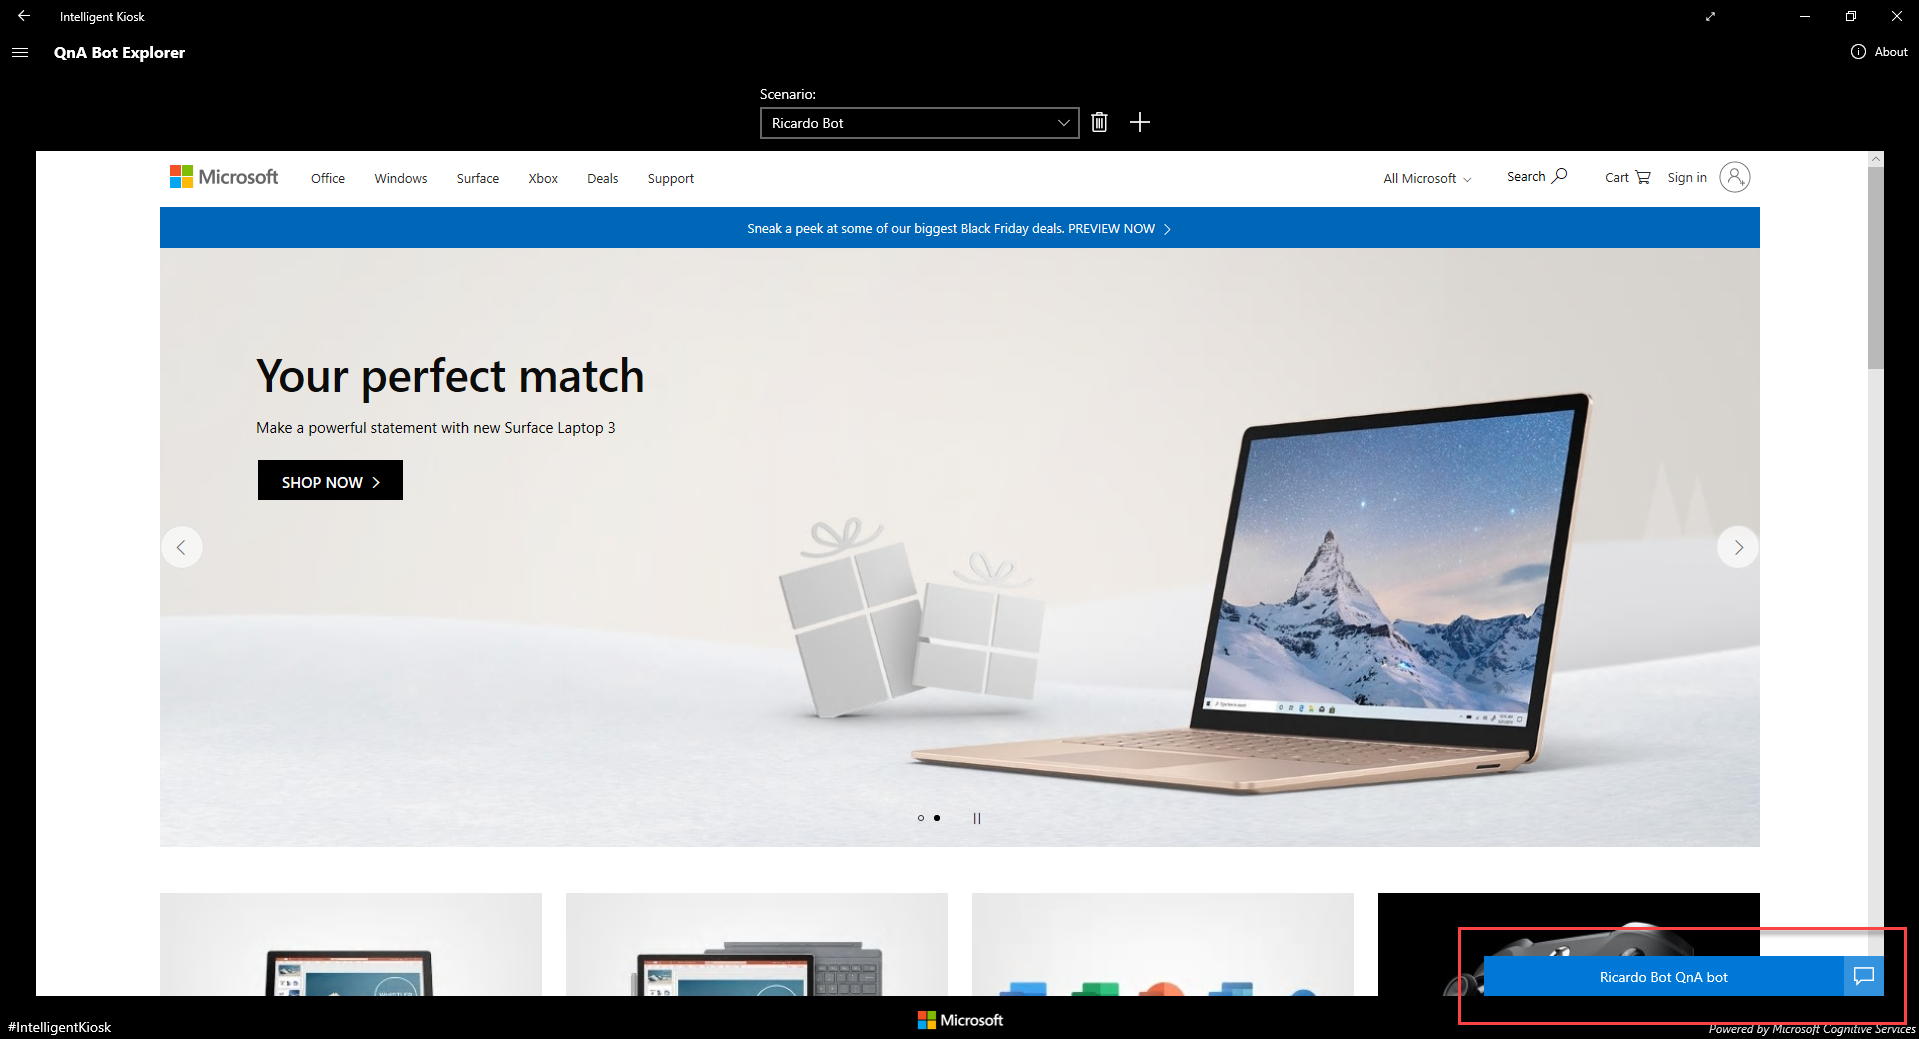 Intelligent Kiosk
QnA Bot Explorer
About
Scenario:
Ricardo Bot
Microsoft Office Windows Surface Xbox Deals Support All Microsoft Search Cart Sign in
Sneak a peek at some of our biggest Black Friday deals. PREVIEW NOW
Your perfect match
Make a powerful statement with new Surface Laptop 3
SHOP NOW
Ricardo Bot QnA bot
#IntelligentKiosk
Microsoft
Powered by Microsoft Cognitive Services